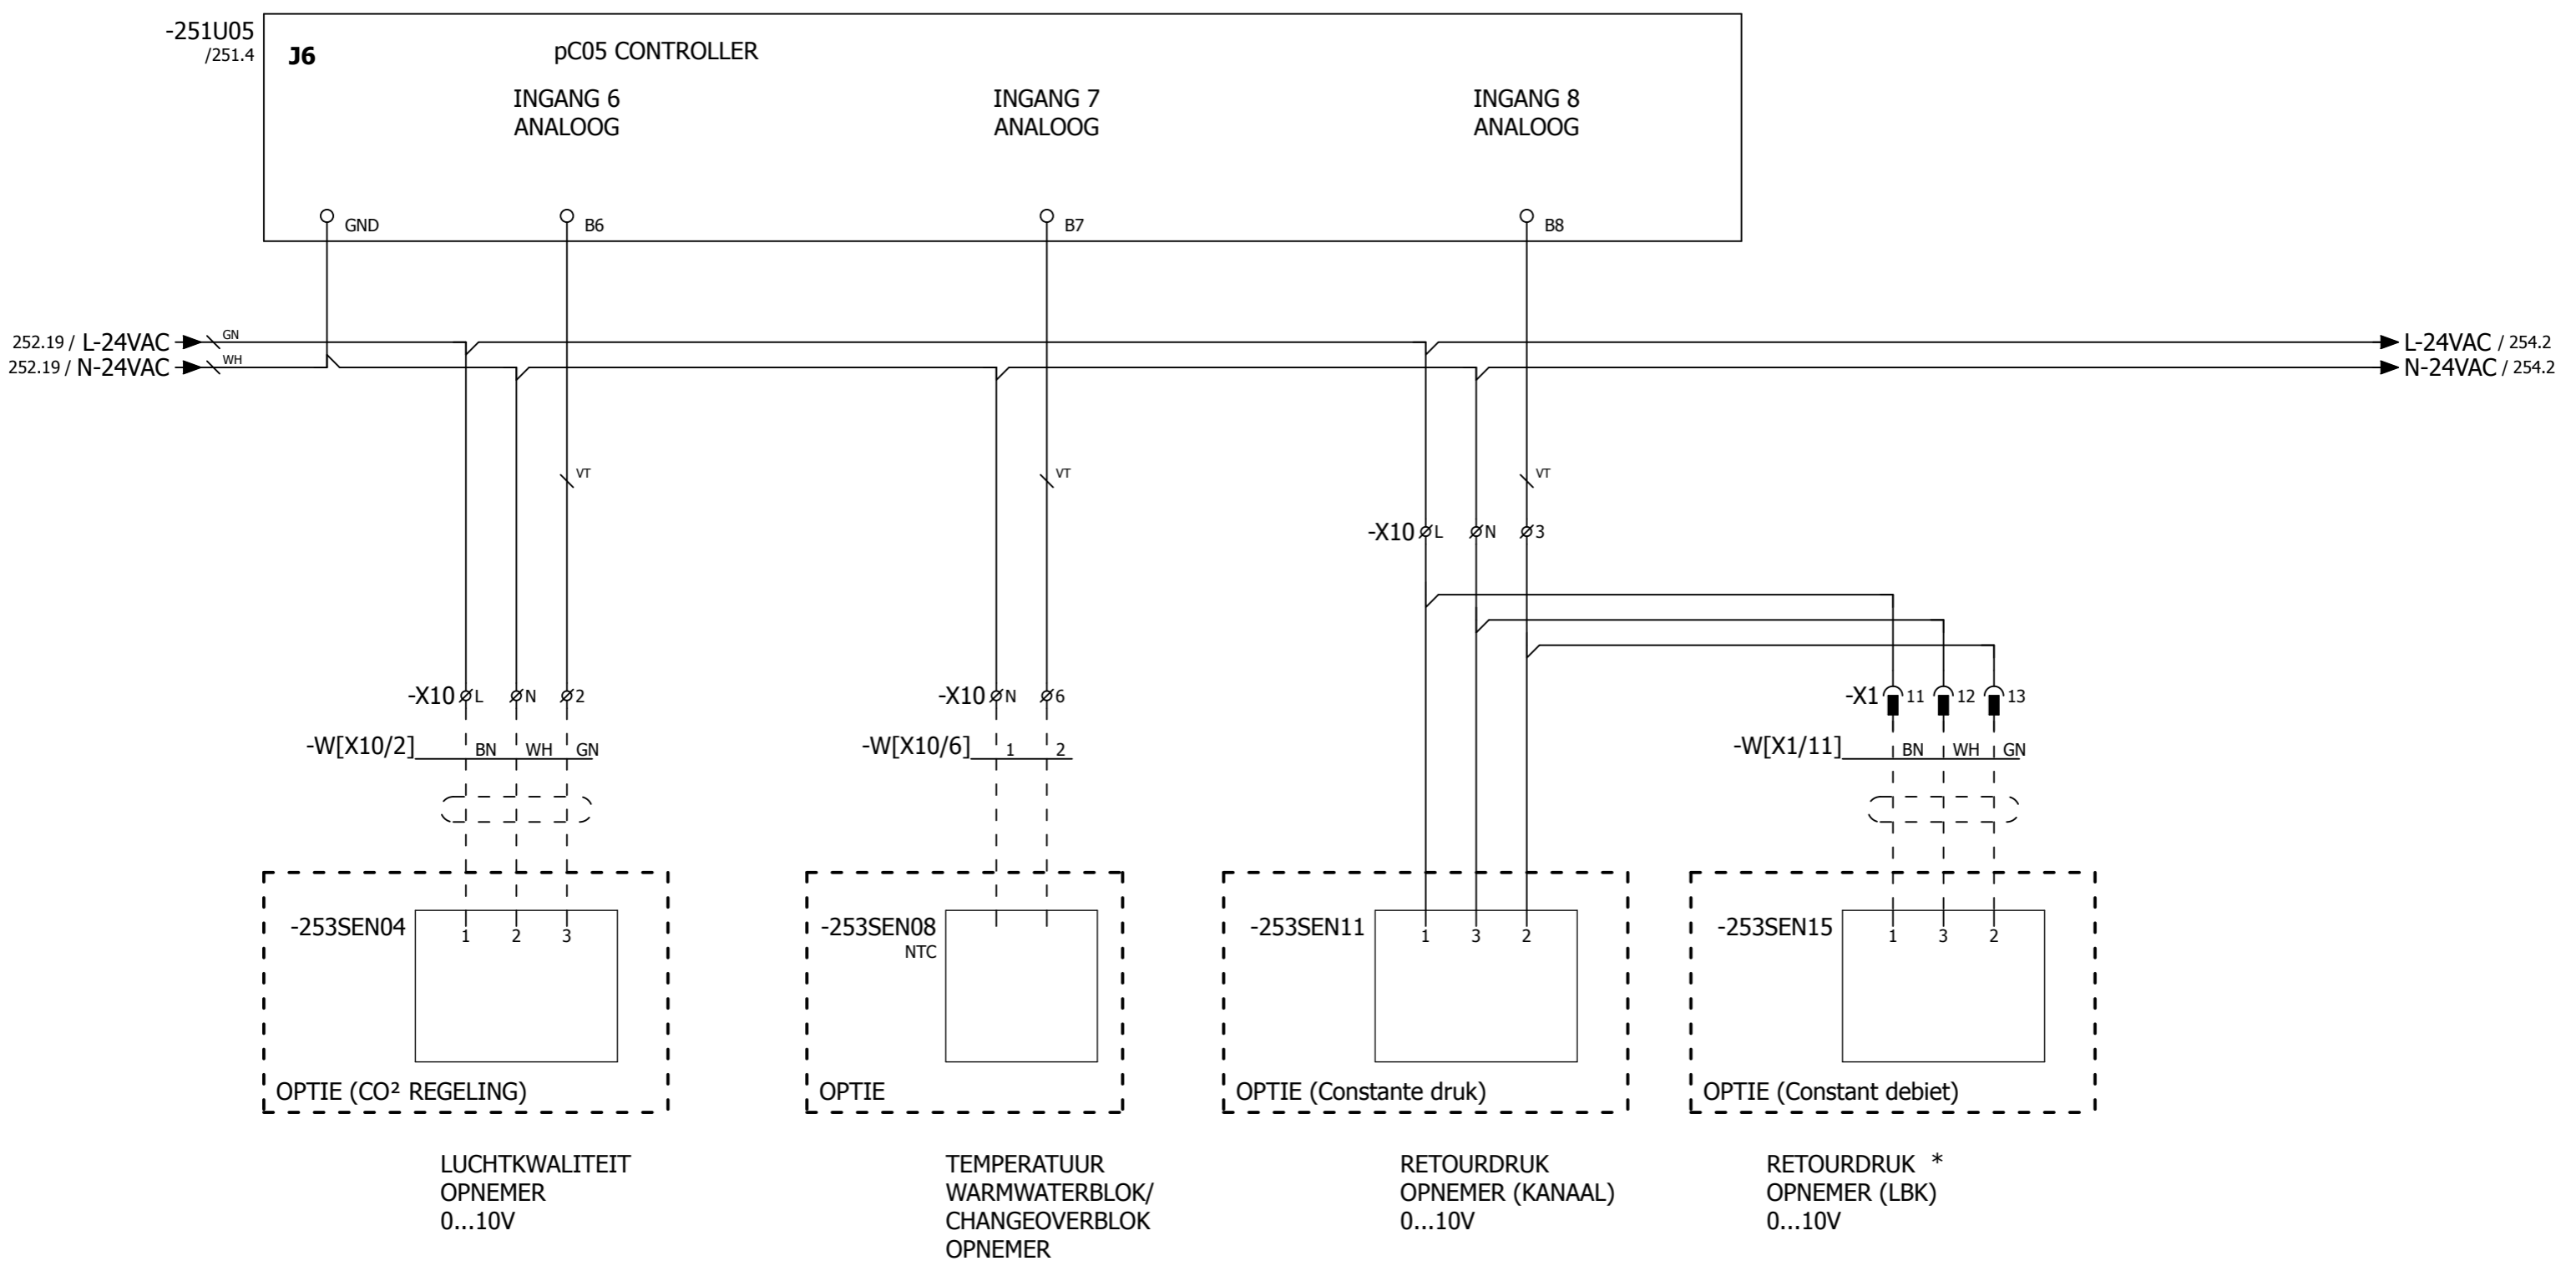 -251U05
/251.4
J6
pC05 CONTROLLER
INGANG 6
ANALOOG
INGANG 7
ANALOOG
INGANG 8
ANALOOG
GND
B6
B7
B8
252.19 / L-24VAC
GN
L-24VAC / 254.2
252.19 / N-24VAC
WH
N-24VAC / 254.2
VT
VT
VT
-X10 L N 3
-X10 L N 2
-X10 N 6
-X1 11 12 13
-W[X10/2] BN WH GN
-W[X10/6] 1 2
-W[X1/11] BN WH GN
-253SEN04
1 2 3
-253SEN08
NTC
-253SEN11
1 3 2
-253SEN15
1 3 2
OPTIE (CO² REGELING)
OPTIE
OPTIE (Constante druk)
OPTIE (Constant debiet)
LUCHTKWALITEIT
OPNEMER
0...10V
TEMPERATUUR
WARMWATERBLOK/
CHANGEOVERBLOK
OPNEMER
RETOURDRUK
OPNEMER (KANAAL)
0...10V
RETOURDRUK *
OPNEMER (LBK)
0...10V